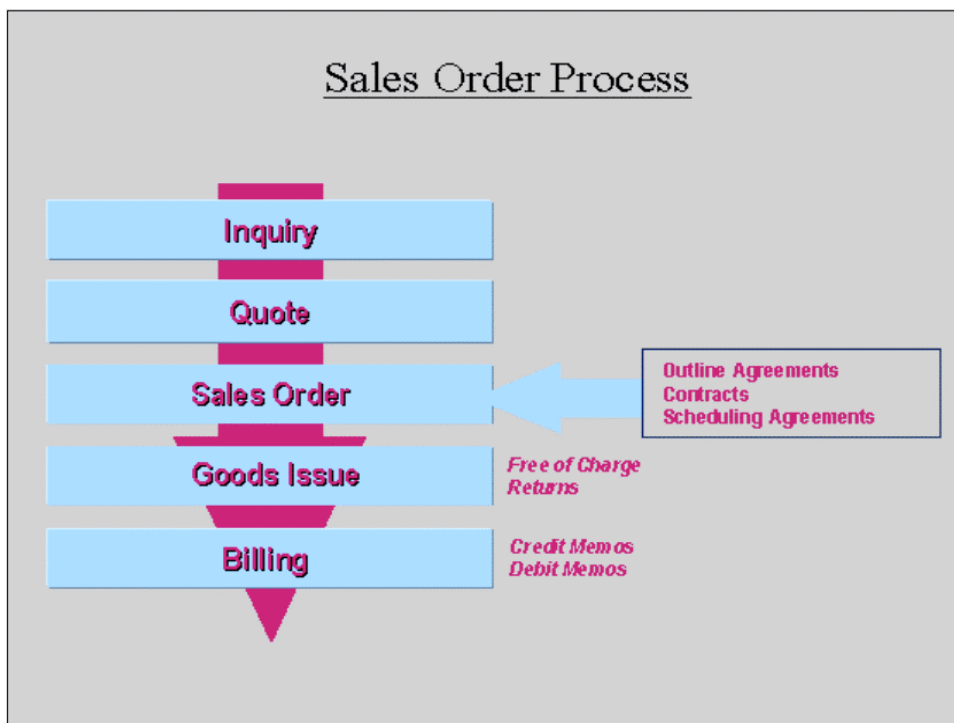 Sales Order Process
Inquiry
Quote
Sales Order
Outline Agreements
Contracts
Scheduling Agreements
Goods Issue
Free of Charge
Returns
Billing
Credit Memos
Debit Memos